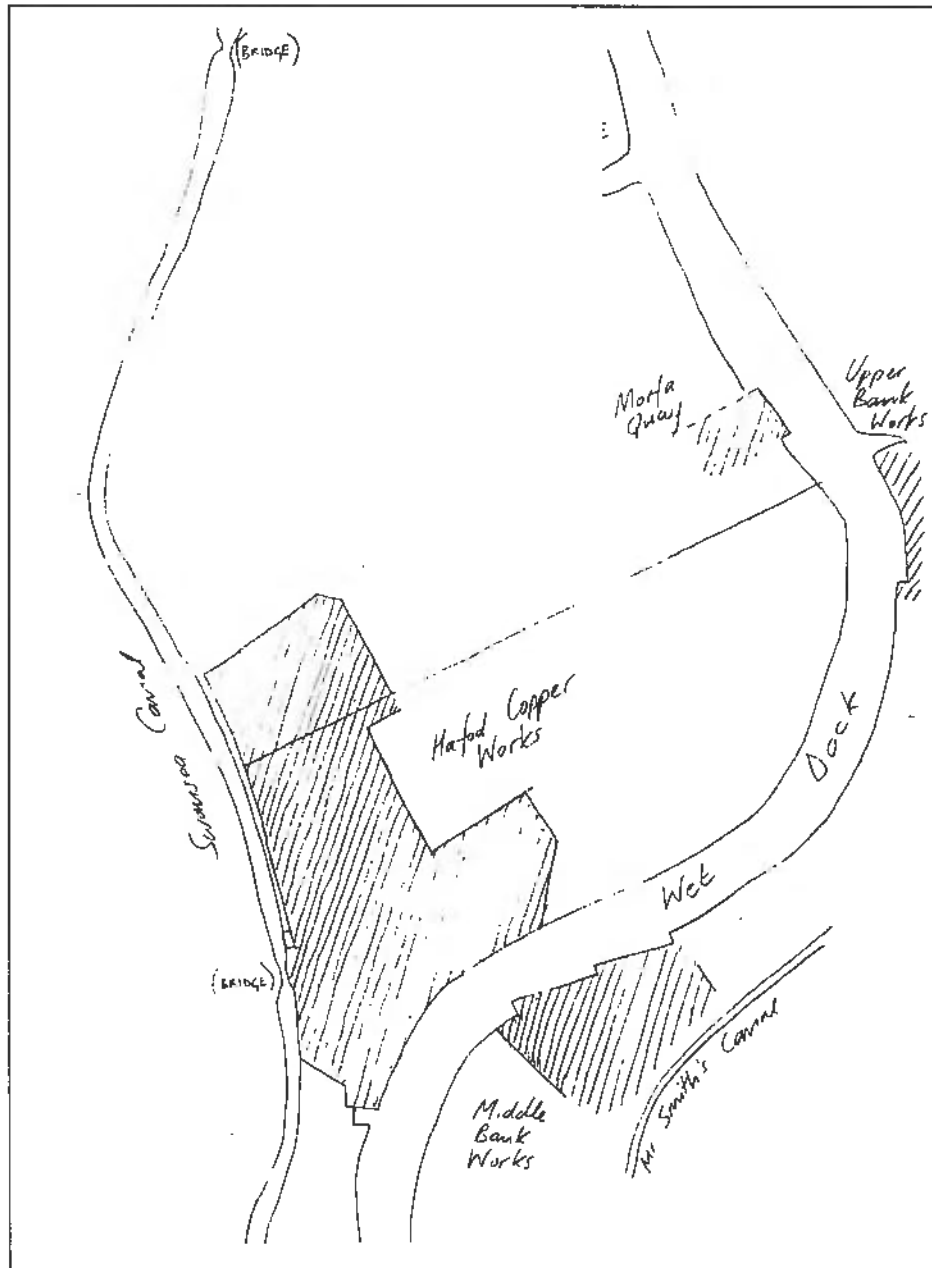 (BRIDGE)
Upper
Bank
Works
Morfa
Quay
Hafod Copper
Works
Swansea Canal
Wet Dock
(BRIDGE)
Middle
Bank
Works
Mr Smith's Canal